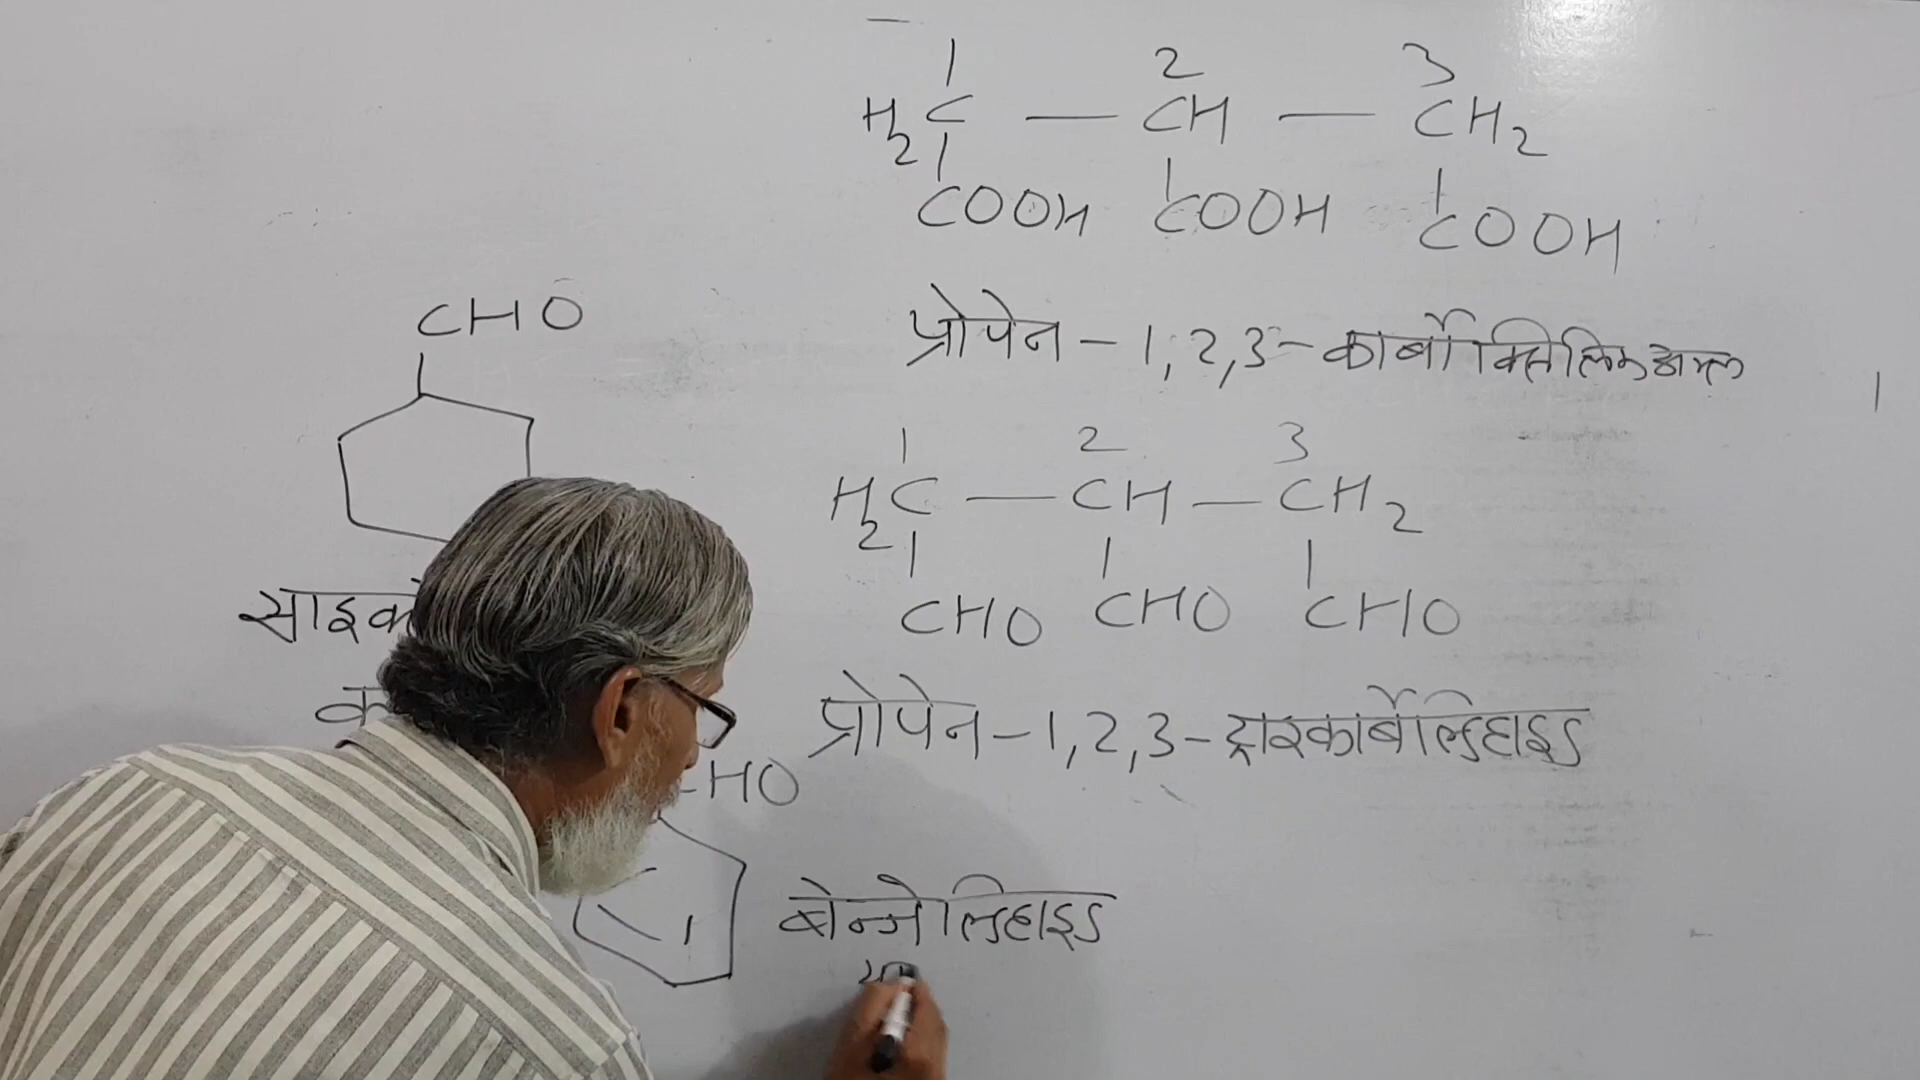 1 2 3
H2C — CH — CH2
COOH COOH COOH
प्रोपेन-1,2,3-कार्बोक्सिलिक अम्ल
CHO
1 2 3
H2C — CH — CH2
CHO CHO CHO
प्रोपेन-1,2,3-ट्राइकार्बेल्डिहाइड
HO
बेन्जेल्डिहाइड